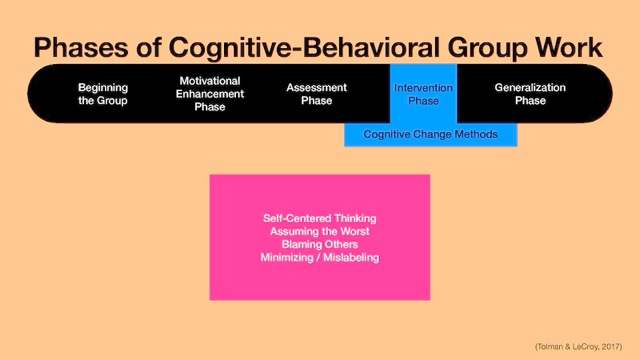 Phases of Cognitive-Behavioral Group Work
Beginning
the Group
Motivational
Enhancement
Phase
Assessment
Phase
Intervention
Phase
Generalization
Phase
Cognitive Change Methods
Self-Centered Thinking
Assuming the Worst
Blaming Others
Minimizing / Mislabeling
(Tolman & LeCroy, 2017)